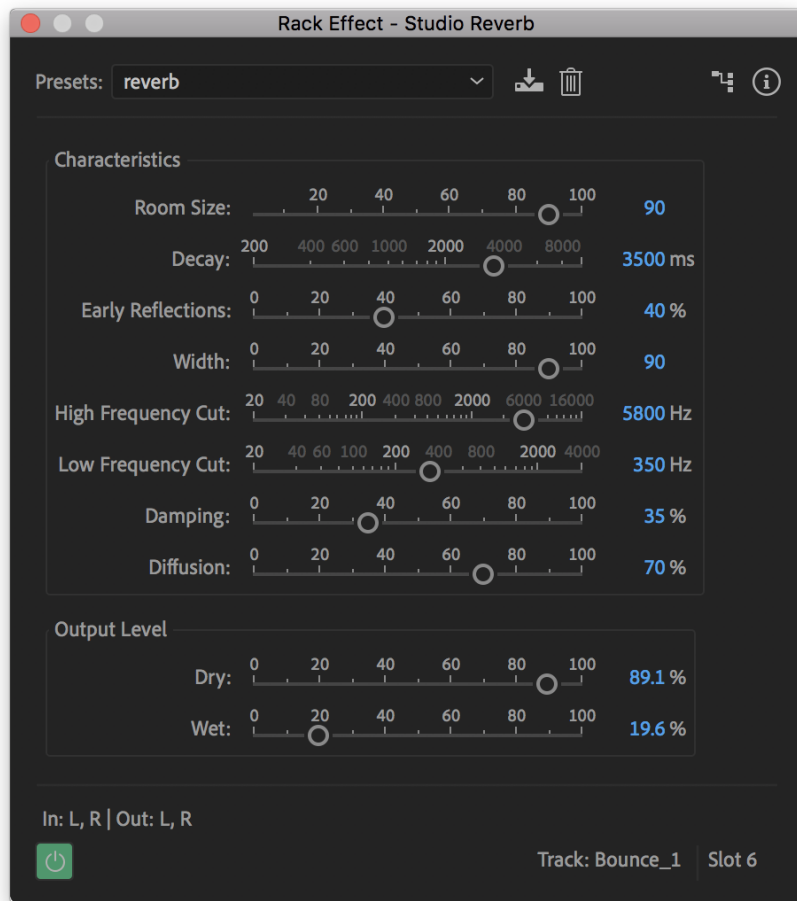 Rack Effect - Studio Reverb
Presets: reverb
Characteristics
20 40 60 80 100
Room Size: 90
200 400 600 1000 2000 4000 8000
Decay: 3500 ms
0 20 40 60 80 100
Early Reflections: 40 %
0 20 40 60 80 100
Width: 90
20 40 80 200 400 800 2000 6000 16000
High Frequency Cut: 5800 Hz
20 40 60 100 200 400 800 2000 4000
Low Frequency Cut: 350 Hz
0 20 40 60 80 100
Damping: 35 %
0 20 40 60 80 100
Diffusion: 70 %
Output Level
0 20 40 60 80 100
Dry: 89.1 %
0 20 40 60 80 100
Wet: 19.6 %
In: L, R | Out: L, R
Track: Bounce_1 Slot 6